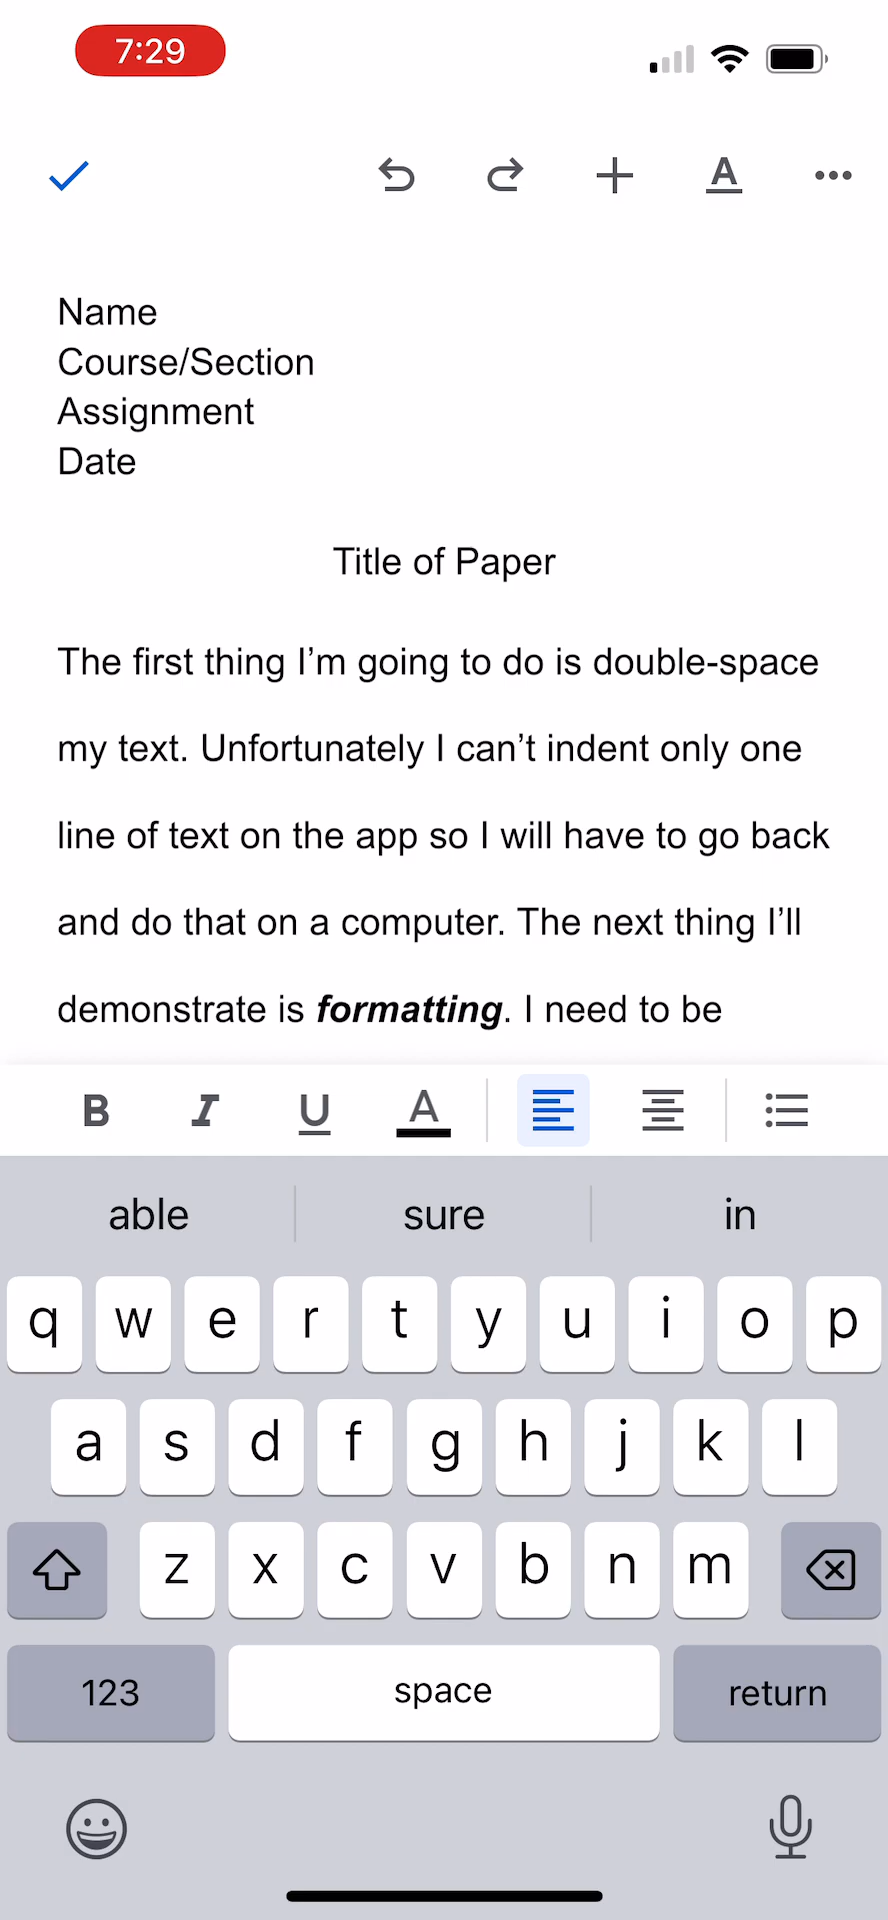 7:29
A
Name
Course/Section
Assignment
Date
Title of Paper
The first thing I’m going to do is double-space
my text. Unfortunately I can’t indent only one
line of text on the app so I will have to go back
and do that on a computer. The next thing I’ll
demonstrate is formatting. I need to be
B I U A
able sure in
q w e r t y u i o p
a s d f g h j k l
z x c v b n m
123 space return